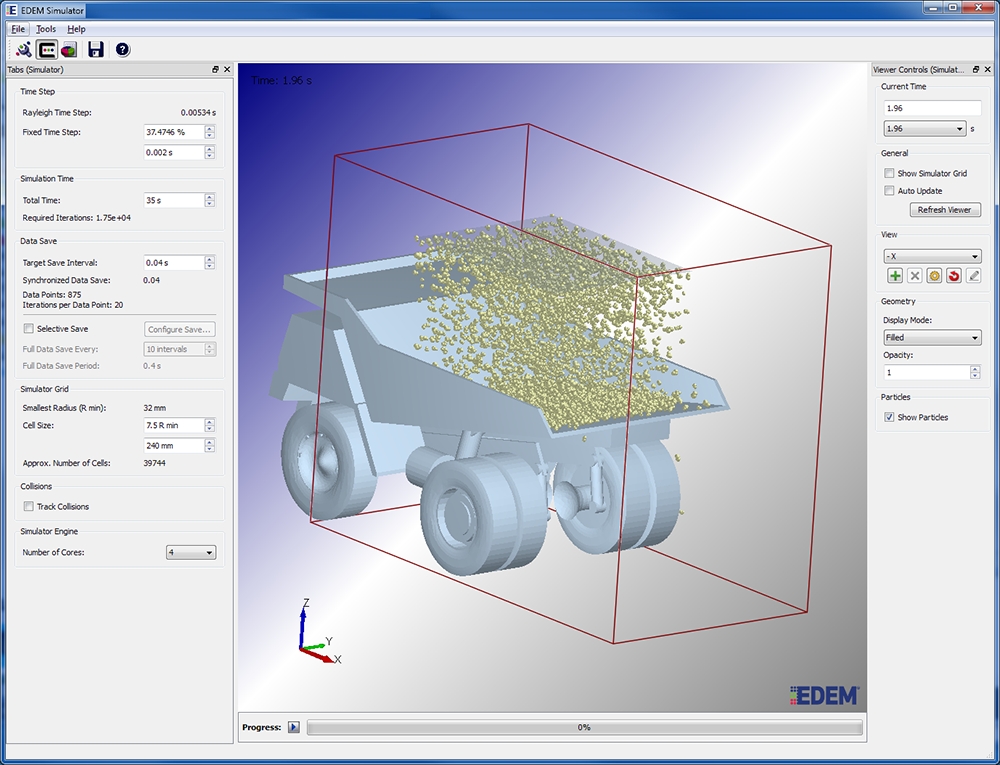 EDEM Simulator
File Tools Help
Tabs (Simulator)
Time Step
Rayleigh Time Step: 0.00534 s
Fixed Time Step: 37.4746 %
0.002 s
Simulation Time
Total Time: 35 s
Required Iterations: 1.75e+04
Data Save
Target Save Interval: 0.04 s
Synchronized Data Save: 0.04
Data Points: 875
Iterations per Data Point: 20
Selective Save Configure Save...
Full Data Save Every: 10 intervals
Full Data Save Period: 0.4 s
Simulator Grid
Smallest Radius (R min): 32 mm
Cell Size: 7.5 R min
240 mm
Approx. Number of Cells: 39744
Collisions
Track Collisions
Simulator Engine
Number of Cores: 4
Time: 1.96 s
Z
Y
X
EDEM
Progress: 0%
Viewer Controls (Simulat...
Current Time
1.96
1.96 s
General
Show Simulator Grid
Auto Update
Refresh Viewer
View
-X
Geometry
Display Mode:
Filled
Opacity:
1
Particles
Show Particles